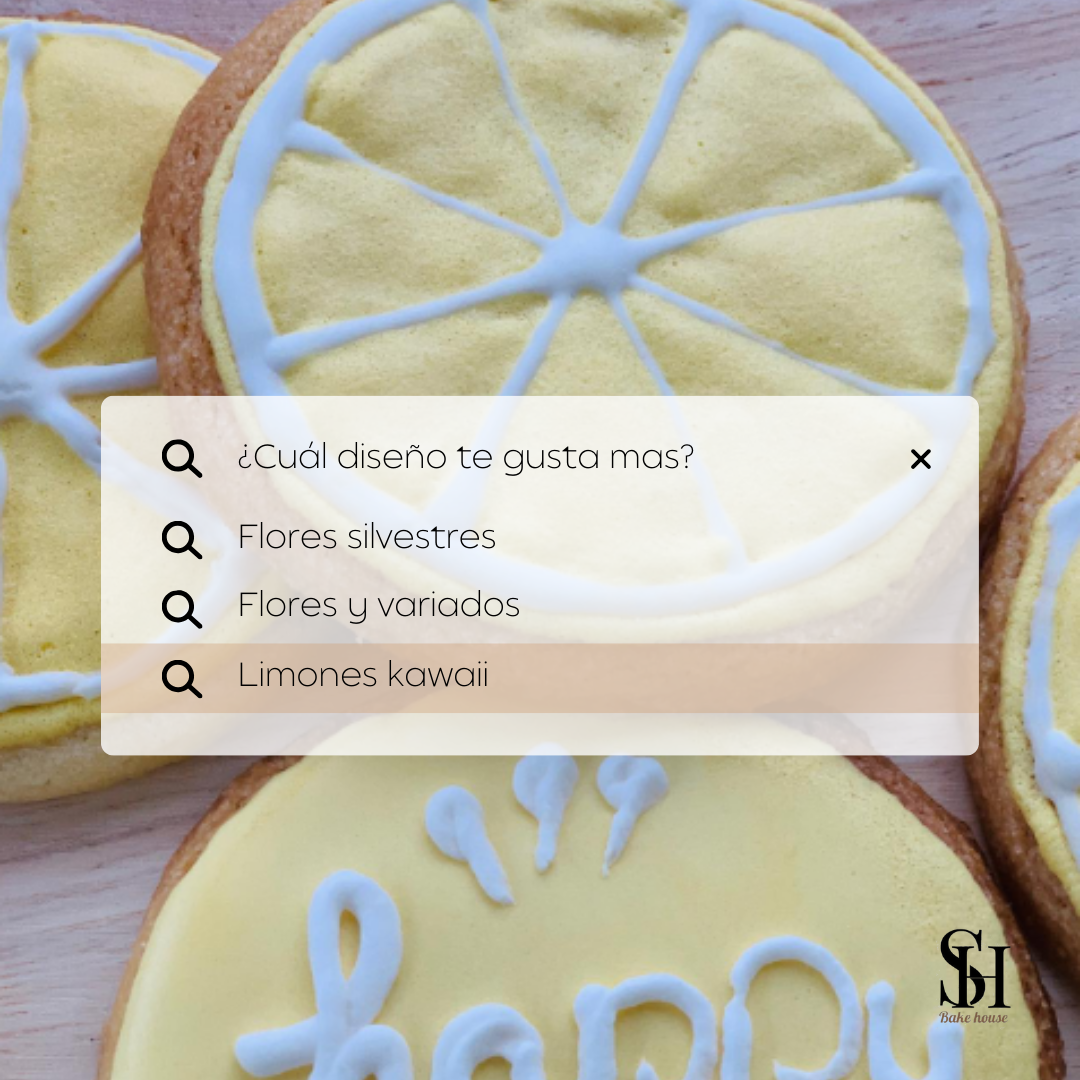 ¿Cuál diseño te gusta mas?
Flores silvestres
Flores y variados
Limones kawaii
happy
SH
Bake house